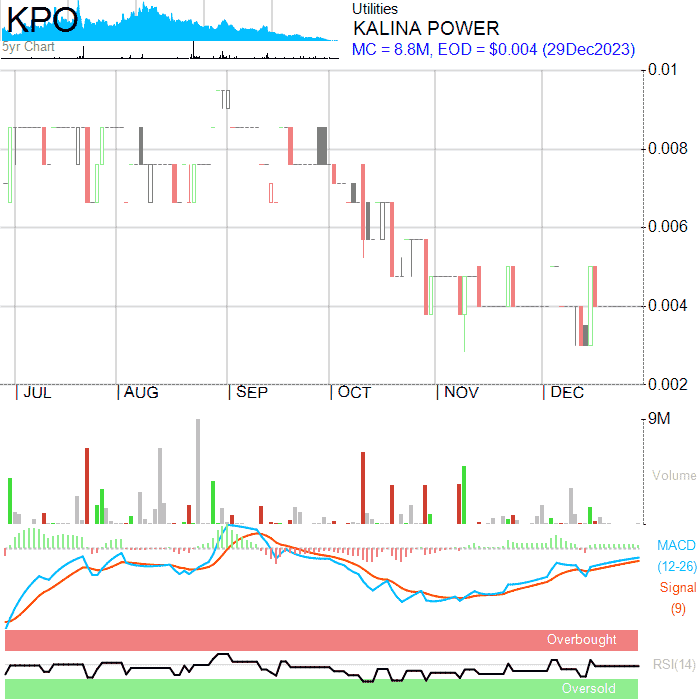 KPO
5yr Chart
Utilities
KALINA POWER
MC = 8.8M, EOD = $0.004 (29Dec2023)
0.01
0.008
0.006
0.004
0.002
JUL AUG SEP OCT NOV DEC
9M
Volume
MACD
(12-26)
Signal
(9)
Overbought
RSI(14)
Oversold